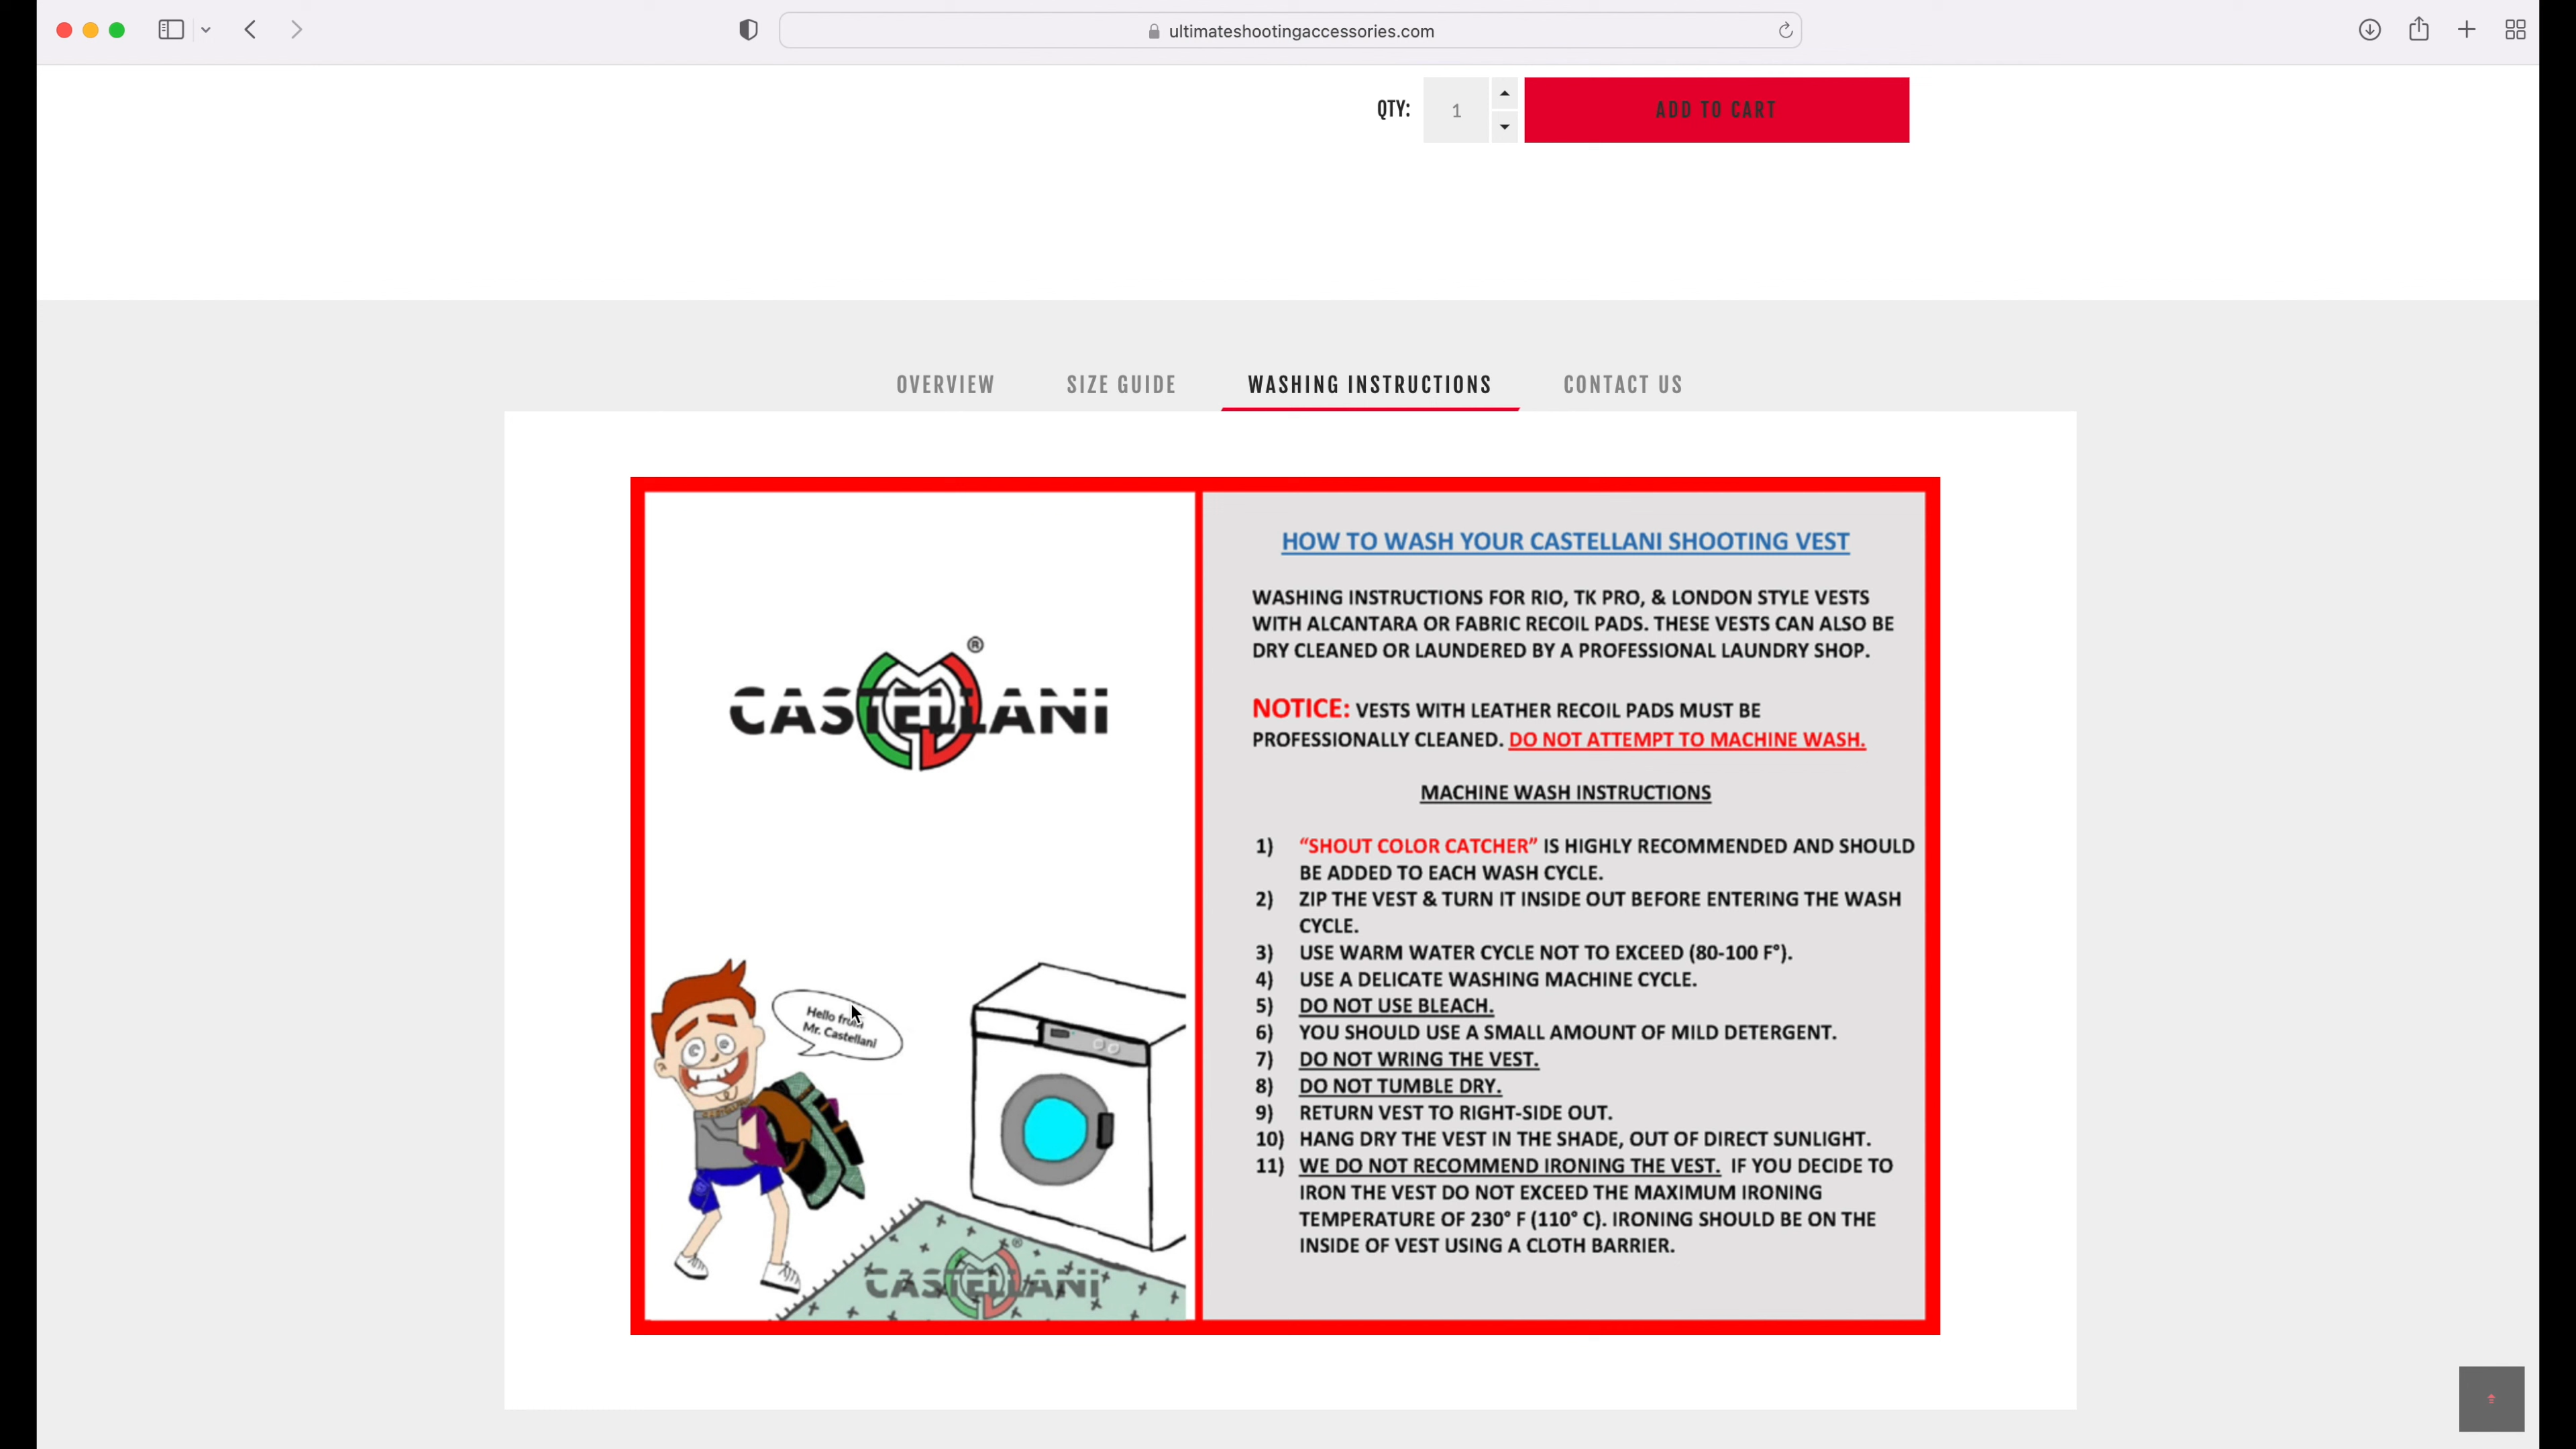 ultimateshootingaccessories.com
QTY:
1
ADD TO CART
OVERVIEW
SIZE GUIDE
WASHING INSTRUCTIONS
CONTACT US
CASTELLANI ®
Hello from
Mr. Castellani
CASTELLANI ®
HOW TO WASH YOUR CASTELLANI SHOOTING VEST
WASHING INSTRUCTIONS FOR RIO, TK PRO, & LONDON STYLE VESTS
WITH ALCANTARA OR FABRIC RECOIL PADS. THESE VESTS CAN ALSO BE
DRY CLEANED OR LAUNDERED BY A PROFESSIONAL LAUNDRY SHOP.
NOTICE: VESTS WITH LEATHER RECOIL PADS MUST BE
PROFESSIONALLY CLEANED. DO NOT ATTEMPT TO MACHINE WASH.
MACHINE WASH INSTRUCTIONS
1) “SHOUT COLOR CATCHER” IS HIGHLY RECOMMENDED AND SHOULD
BE ADDED TO EACH WASH CYCLE.
2) ZIP THE VEST & TURN IT INSIDE OUT BEFORE ENTERING THE WASH
CYCLE.
3) USE WARM WATER CYCLE NOT TO EXCEED (80-100 F°).
4) USE A DELICATE WASHING MACHINE CYCLE.
5) DO NOT USE BLEACH.
6) YOU SHOULD USE A SMALL AMOUNT OF MILD DETERGENT.
7) DO NOT WRING THE VEST.
8) DO NOT TUMBLE DRY.
9) RETURN VEST TO RIGHT-SIDE OUT.
10) HANG DRY THE VEST IN THE SHADE, OUT OF DIRECT SUNLIGHT.
11) WE DO NOT RECOMMEND IRONING THE VEST. IF YOU DECIDE TO
IRON THE VEST DO NOT EXCEED THE MAXIMUM IRONING
TEMPERATURE OF 230° F (110° C). IRONING SHOULD BE ON THE
INSIDE OF VEST USING A CLOTH BARRIER.